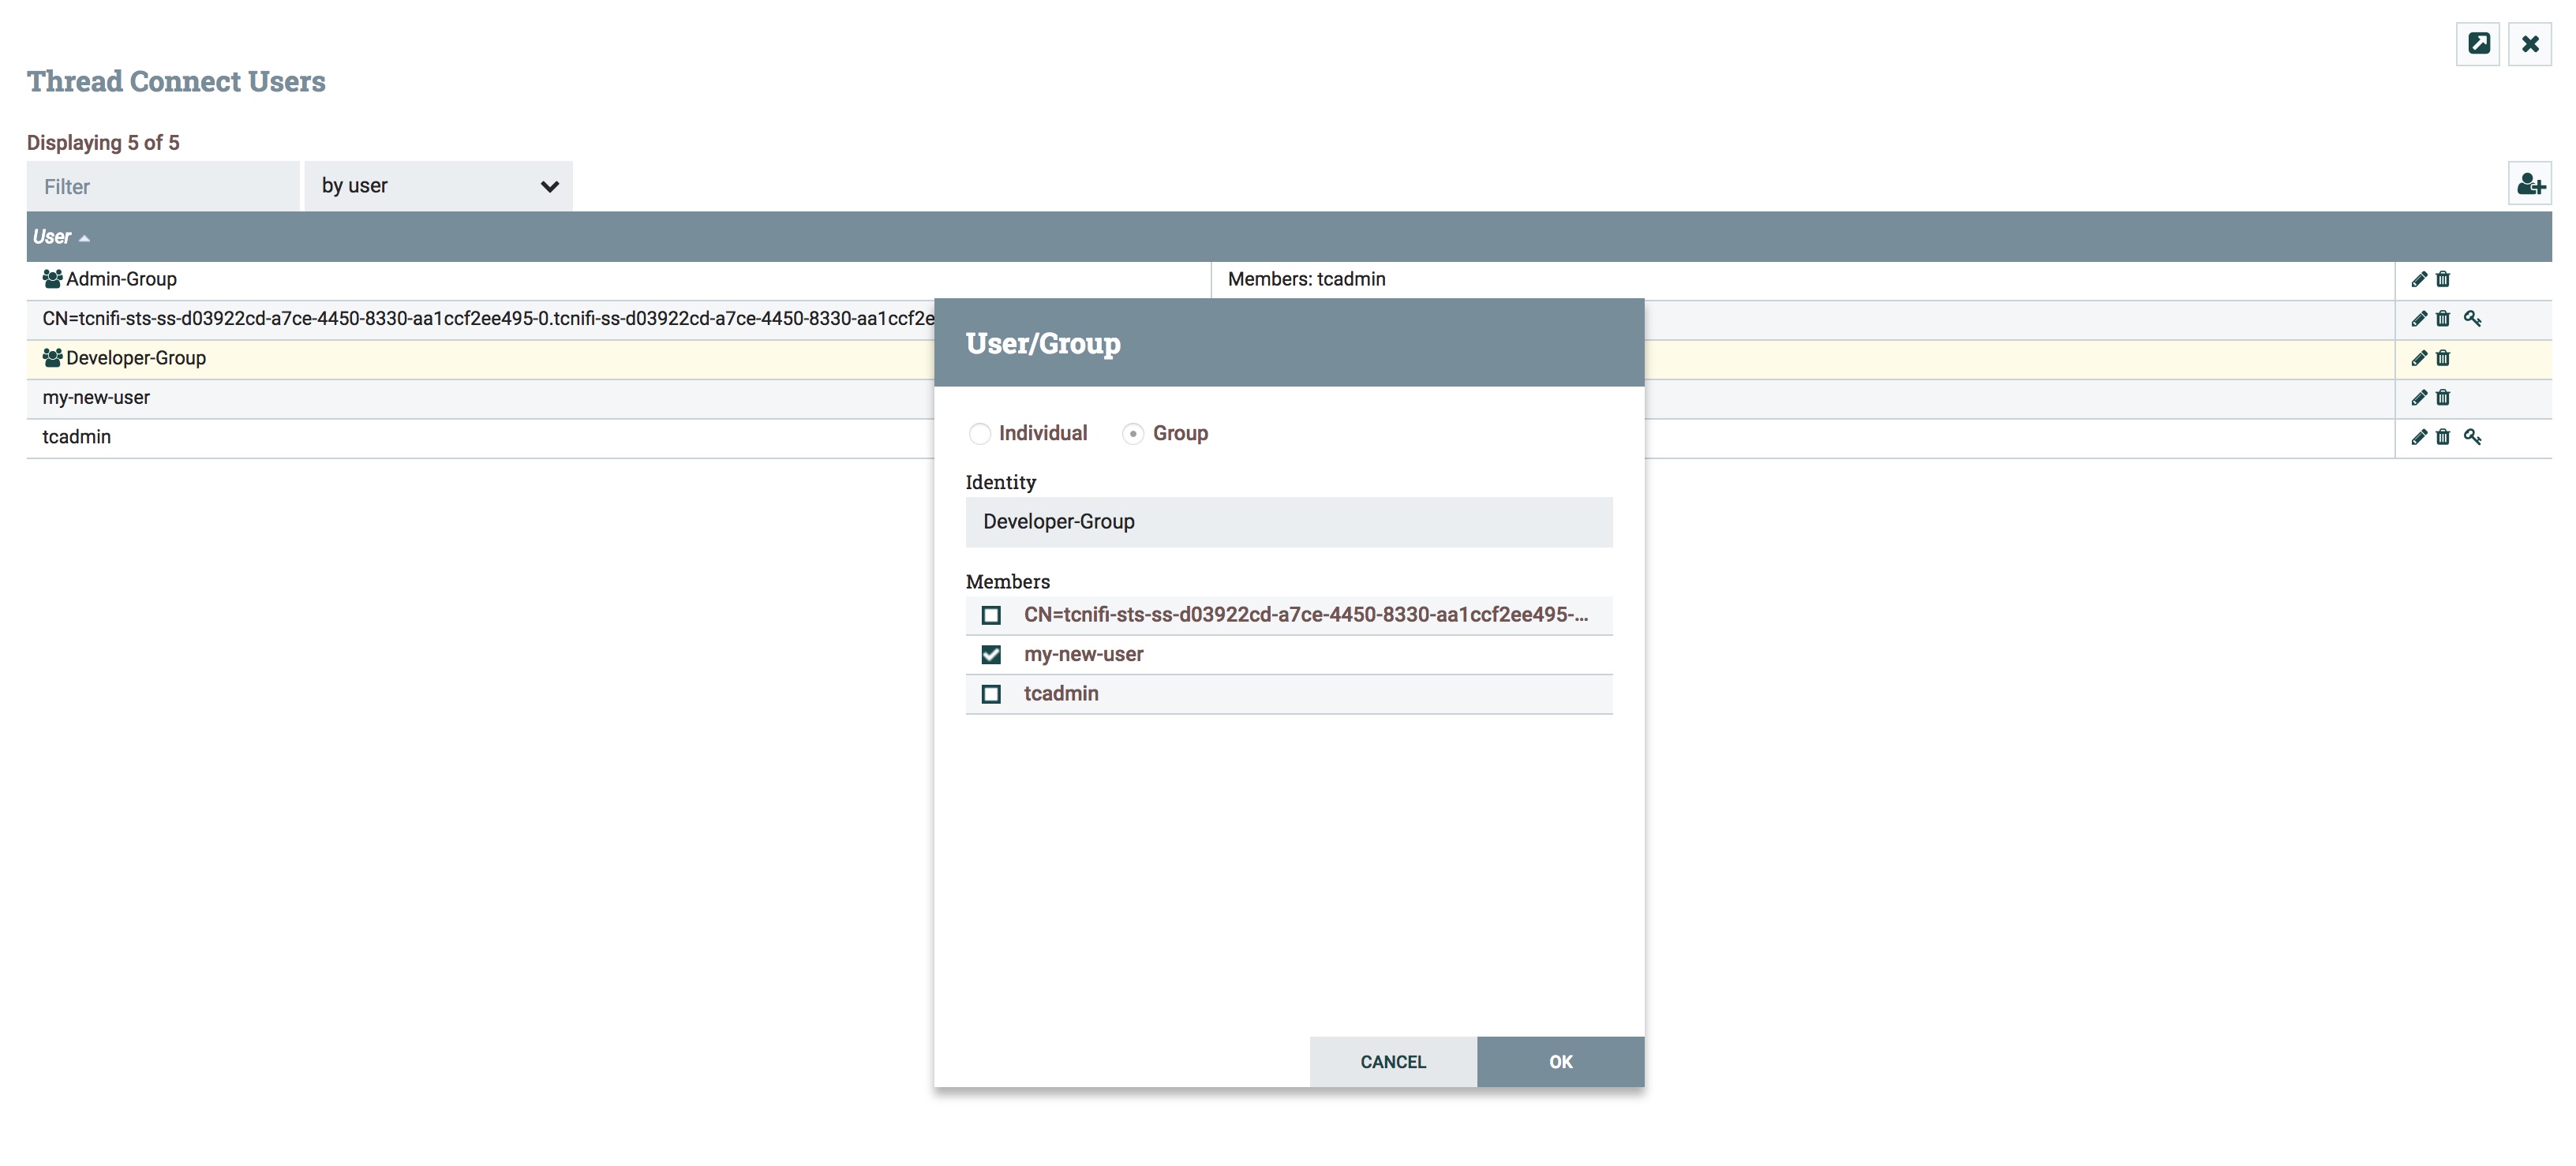 Thread Connect Users
Displaying 5 of 5
Filter
by user
User
Admin-Group
Members: tcadmin
CN=tcnifi-sts-ss-d03922cd-a7ce-4450-8330-aa1ccf2ee495-0.tcnifi-ss-d03922cd-a7ce-4450-8330-aa1ccf2e
Developer-Group
my-new-user
tcadmin
User/Group
Individual
Group
Identity
Developer-Group
Members
CN=tcnifi-sts-ss-d03922cd-a7ce-4450-8330-aa1ccf2ee495-...
my-new-user
tcadmin
CANCEL
OK